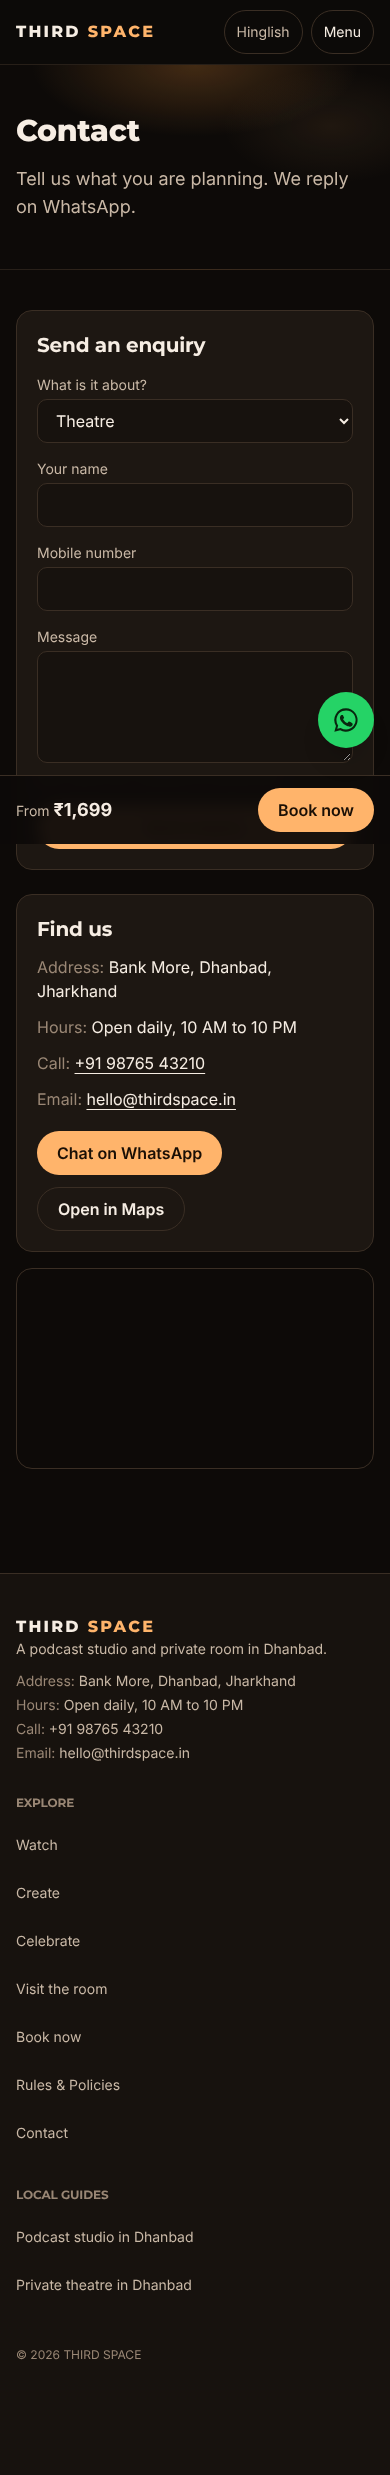 THIRD SPACE
Hinglish
Menu
Contact
Tell us what you are planning. We reply
on WhatsApp.
Send an enquiry
What is it about?
Theatre
Your name
Mobile number
Message
From ₹1,699
Book now
Find us
Address: Bank More, Dhanbad,
Jharkhand
Hours: Open daily, 10 AM to 10 PM
Call: +91 98765 43210
Email: hello@thirdspace.in
Chat on WhatsApp
Open in Maps
THIRD SPACE
A podcast studio and private room in Dhanbad.
Address: Bank More, Dhanbad, Jharkhand
Hours: Open daily, 10 AM to 10 PM
Call: +91 98765 43210
Email: hello@thirdspace.in
EXPLORE
Watch
Create
Celebrate
Visit the room
Book now
Rules & Policies
Contact
LOCAL GUIDES
Podcast studio in Dhanbad
Private theatre in Dhanbad
© 2026 THIRD SPACE